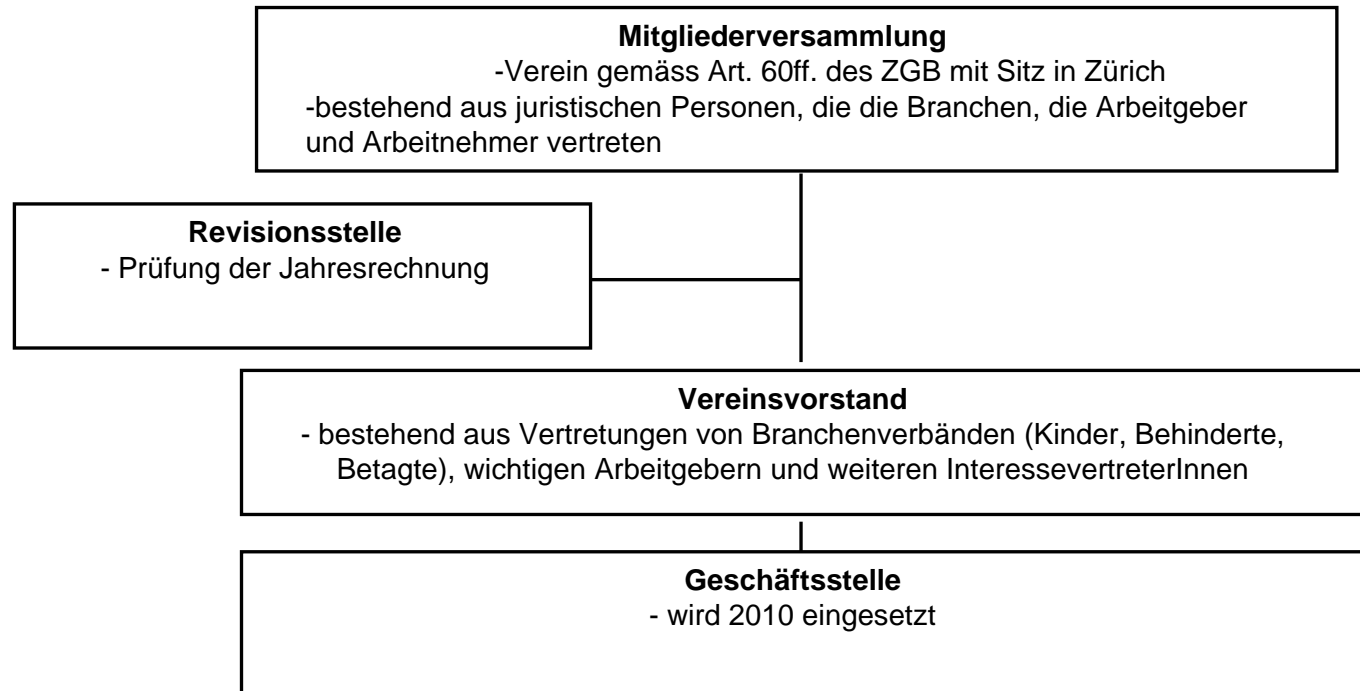 Mitgliederversammlung
-Verein gemäss Art. 60ff. des ZGB mit Sitz in Zürich
-bestehend aus juristischen Personen, die die Branchen, die Arbeitgeber
und Arbeitnehmer vertreten
Revisionsstelle
- Prüfung der Jahresrechnung
Vereinsvorstand
- bestehend aus Vertretungen von Branchenverbänden (Kinder, Behinderte,
Betagte), wichtigen Arbeitgebern und weiteren InteressevertreterInnen
Geschäftsstelle
- wird 2010 eingesetzt